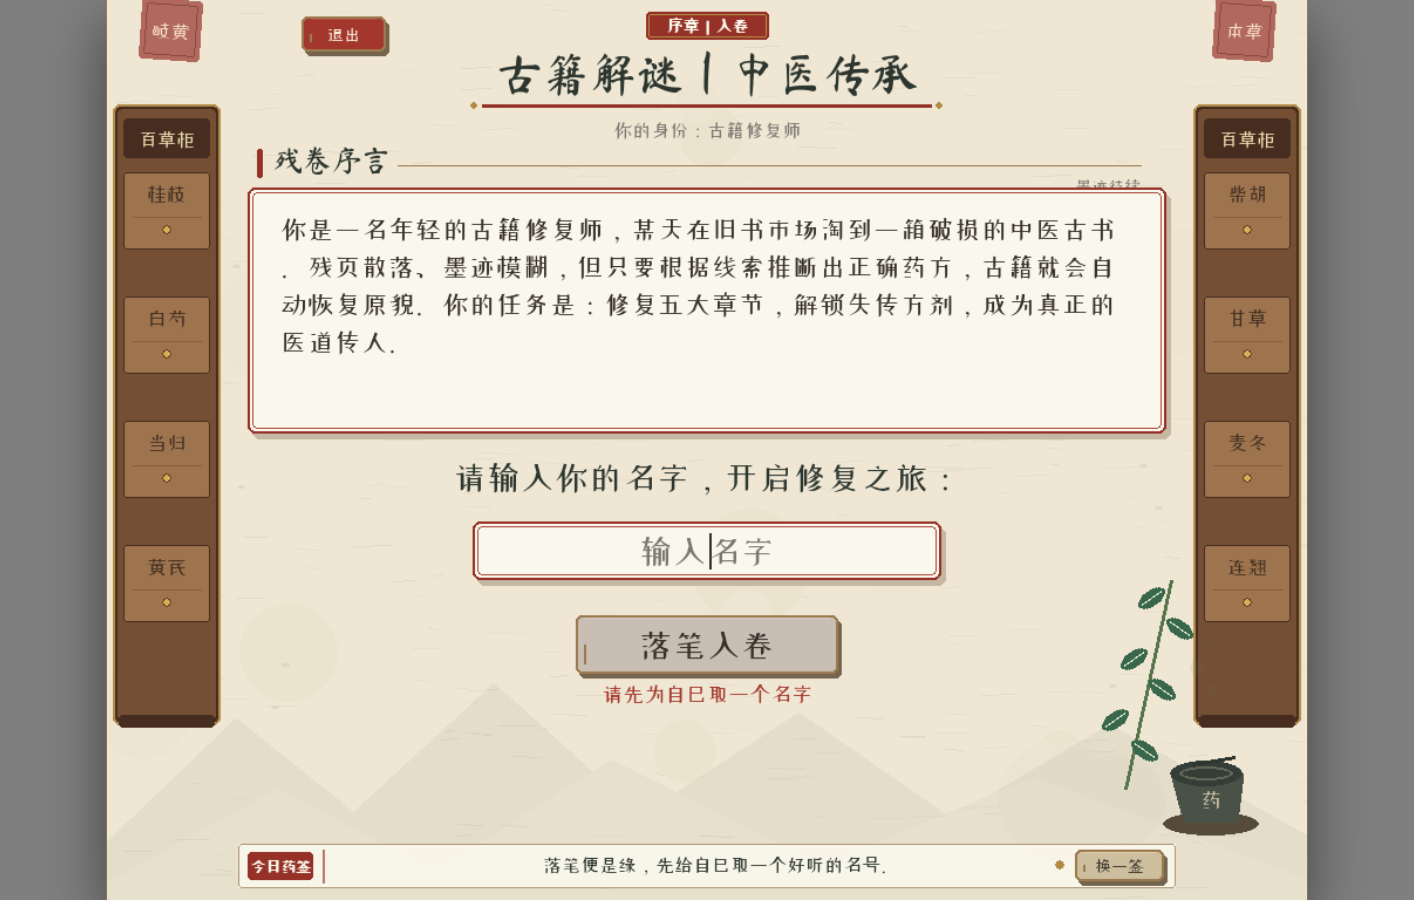 岐黄
退出
序章 | 入卷
本草
古籍解谜丨中医传承
你的身份：古籍修复师
残卷序言
墨迹待续
你是一名年轻的古籍修复师，某天在旧书市场淘到一箱破损的中医古书
．残页散落、墨迹模糊，但只要根据线索推断出正确药方，古籍就会自
动恢复原貌．你的任务是：修复五大章节，解锁失传方剂，成为真正的
医道传人．
百草柜
桂枝
白芍
当归
黄芪
百草柜
柴胡
甘草
麦冬
连翘
请输入你的名字，开启修复之旅：
输入名字
落笔入卷
请先为自己取一个名字
药
今日药签
落笔便是缘，先给自己取一个好听的名号．
换一签